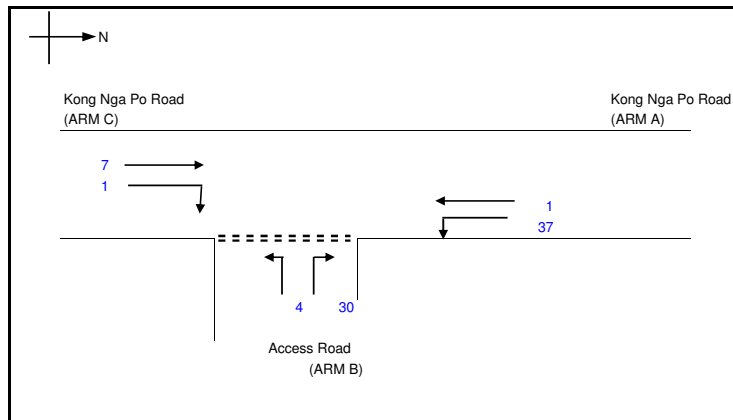 N
Kong Nga Po Road
(ARM C)
Kong Nga Po Road
(ARM A)
7
1
1
37
4 30
Access Road
(ARM B)